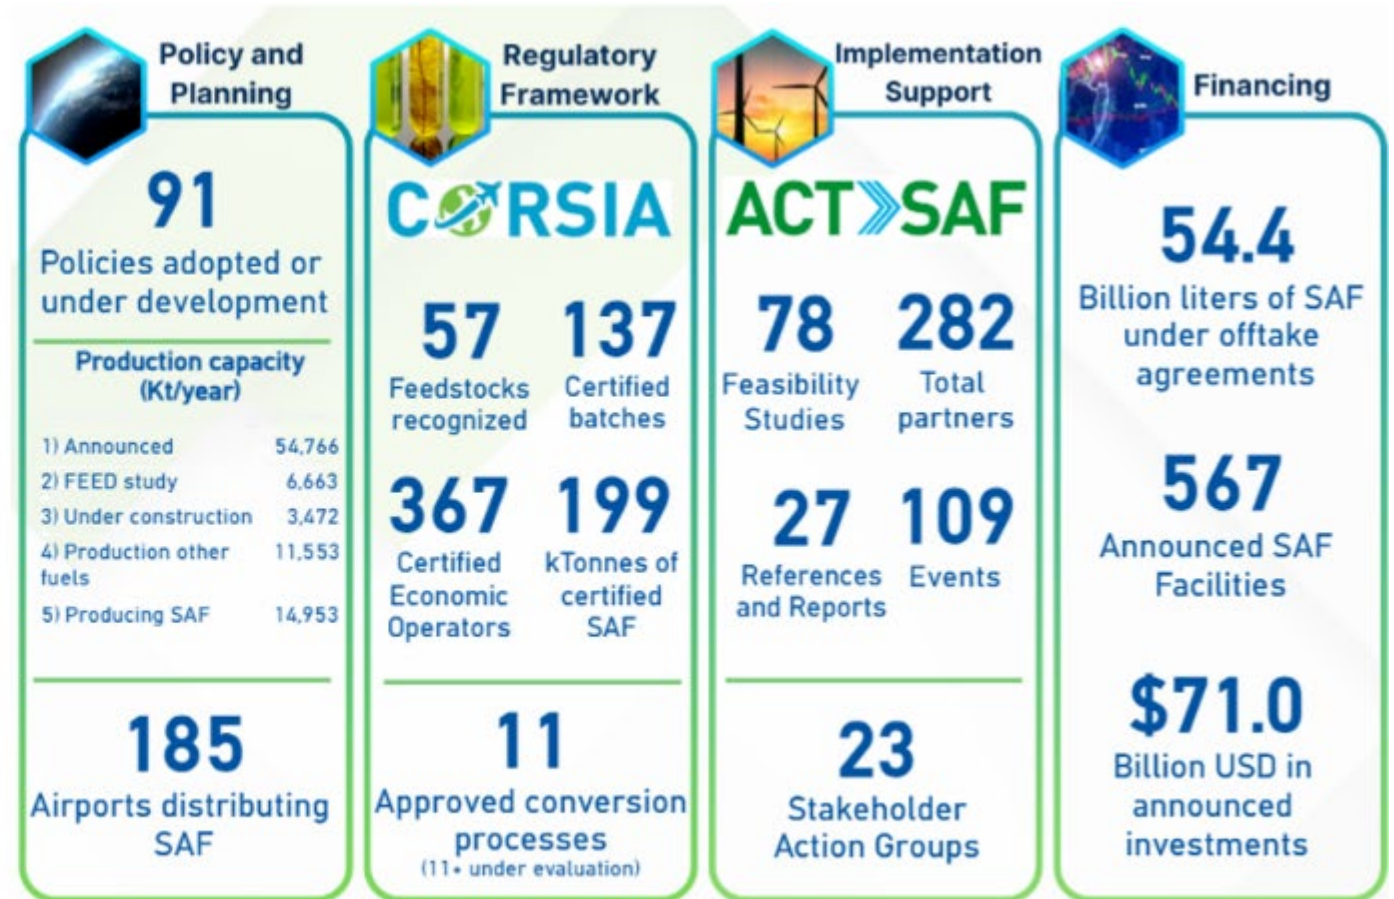 Policy and
Planning
91
Policies adopted or
under development
Production capacity
(Kt/year)
1) Announced 54,766
2) FEED study 6,663
3) Under construction 3,472
4) Production other 11,553
fuels
5) Producing SAF 14,953
185
Airports distributing
SAF
Regulatory
Framework
CORSIA
57 137
Feedstocks Certified
recognized batches
367 199
Certified kTonnes of
Economic certified
Operators SAF
11
Approved conversion
processes
(11+ under evaluation)
Implementation
Support
ACT SAF
78 282
Feasibility Total
Studies partners
27 109
References Events
and Reports
23
Stakeholder
Action Groups
Financing
54.4
Billion liters of SAF
under offtake
agreements
567
Announced SAF
Facilities
$71.0
Billion USD in
announced
investments